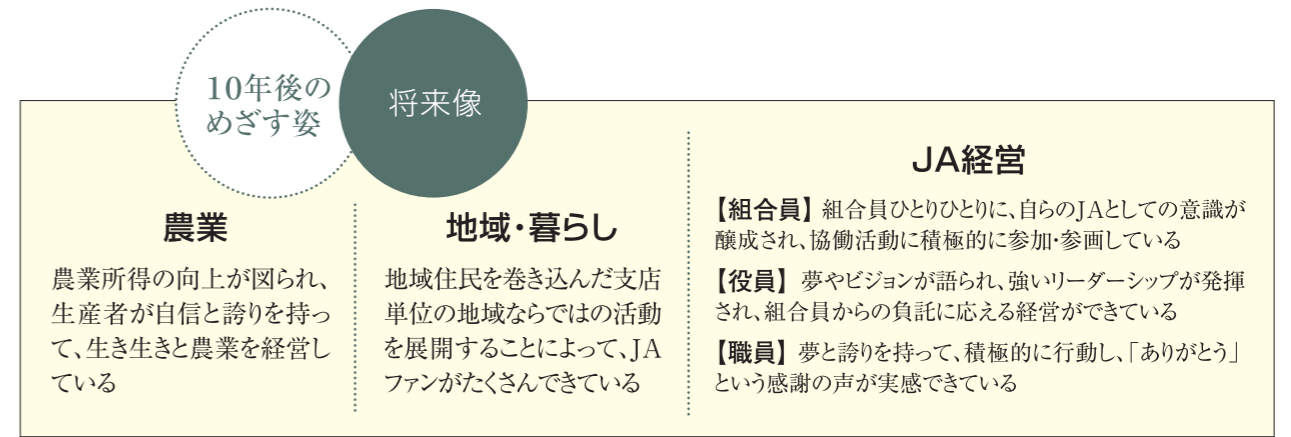 10年後の
めざす姿
将来像
農業
農業所得の向上が図られ、
生産者が自信と誇りを持っ
て、生き生きと農業を経営し
ている
地域・暮らし
地域住民を巻き込んだ支店
単位の地域ならではの活動
を展開することによって、JA
ファンがたくさんできている
JA経営
【組合員】 組合員ひとりひとりに、自らのJAとしての意識が
醸成され、協働活動に積極的に参加・参画している
【役員】 夢やビジョンが語られ、強いリーダーシップが発揮
され、組合員からの負託に応える経営ができている
【職員】 夢と誇りを持って、積極的に行動し、「ありがとう」
という感謝の声が実感できている